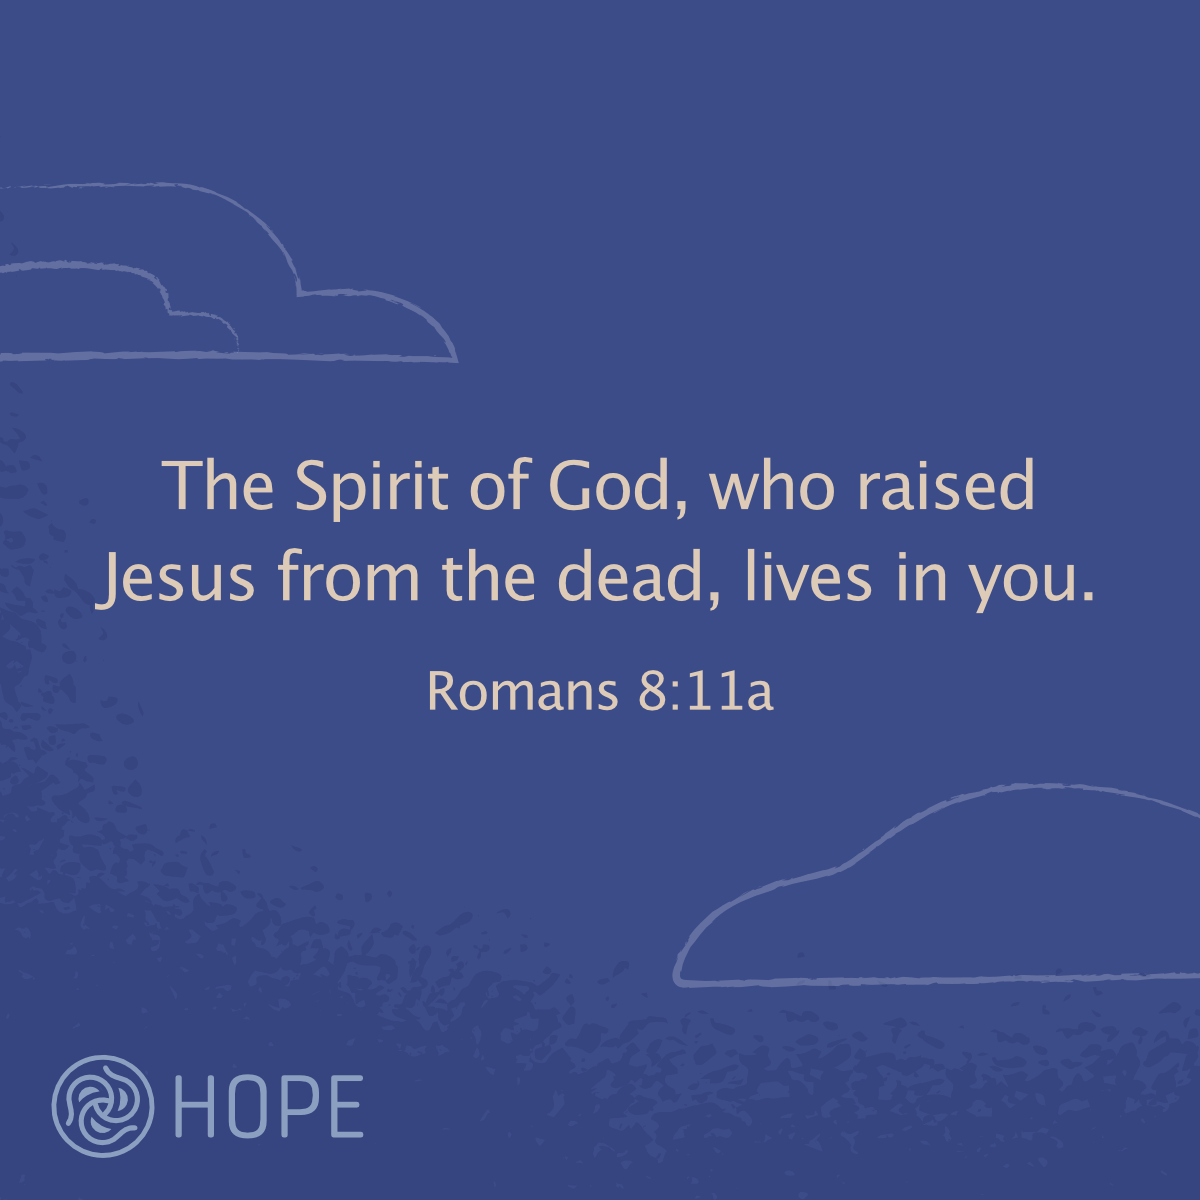 The Spirit of God, who raised
Jesus from the dead, lives in you.
Romans 8:11a
HOPE